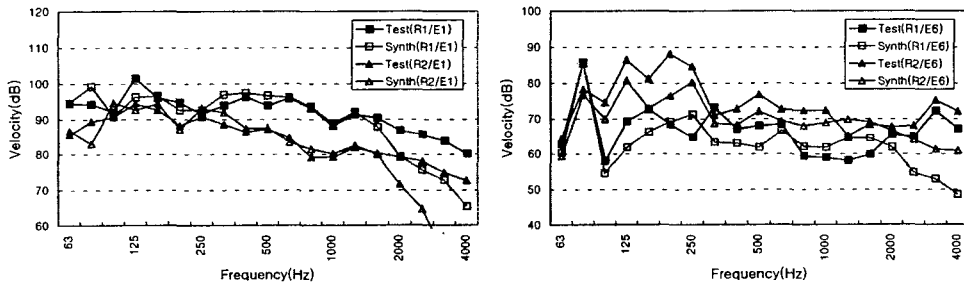 120
110
100
90
80
70
60
Velocity(dB)
Test(R1/E1)
Synth(R1/E1)
Test(R2/E1)
Synth(R2/E1)
63
125
250
500
1000
2000
4000
Frequency(Hz)
100
90
80
70
60
50
40
Velocity(dB)
Test(R1/E6)
Synth(R1/E6)
Test(R2/E6)
Synth(R2/E6)
63
125
250
500
1000
2000
4000
Frequency(Hz)